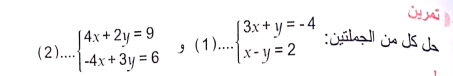 تمرين
حل كل من الجملتين: (1)....{3x + y = - 4 و (2)....{4x + 2y = 9
x - y = 2 -4x + 3y = 6